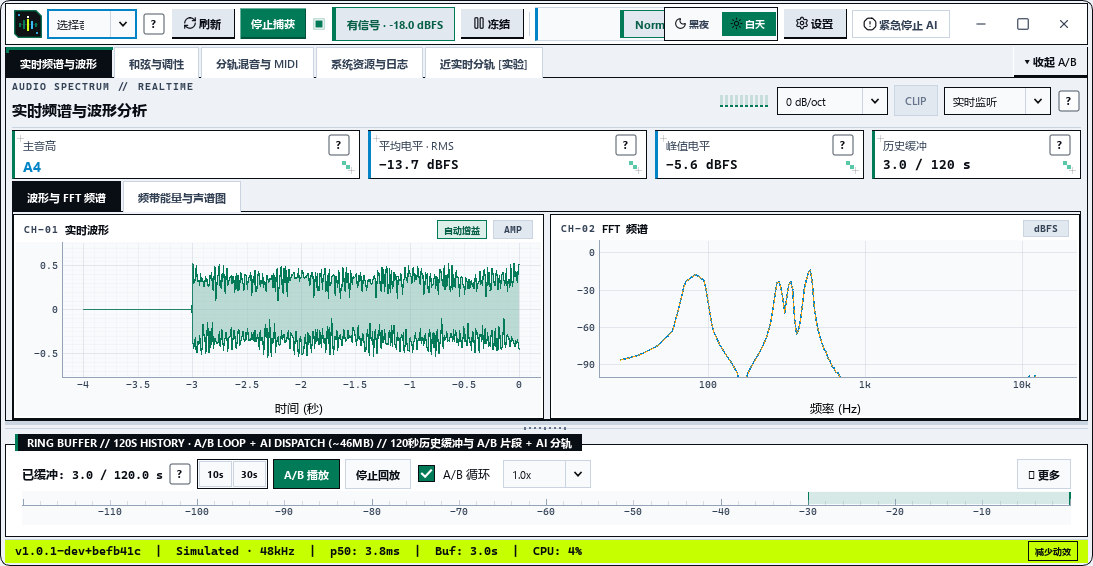 选择
?
刷新
停止捕获
有信号 · -18.0 dBFS
冻结
Norm
黑夜
白天
设置
紧急停止 AI
实时频谱与波形
和弦与调性
分轨混音与 MIDI
系统资源与日志
近实时分轨 [实验]
收起 A/B
AUDIO SPECTRUM // REALTIME
实时频谱与波形分析
0 dB/oct
CLIP
实时监听
?
主音高
?
A4
平均电平 · RMS
?
-13.7 dBFS
峰值电平
?
-5.6 dBFS
历史缓冲
?
3.0 / 120 s
波形与 FFT 频谱
频带能量与声谱图
CH-01 实时波形
自动增益
AMP
0.5
0
-0.5
-4 -3.5 -3 -2.5 -2 -1.5 -1 -0.5 0
时间 (秒)
CH-02 FFT 频谱
dBFS
0
-30
-60
-90
100 1k 10k
频率 (Hz)
RING BUFFER // 120S HISTORY · A/B LOOP + AI DISPATCH (~46MB) // 120秒历史缓冲与 A/B 片段 + AI 分轨
已缓冲: 3.0 / 120.0 s
?
10s
30s
A/B 播放
停止回放
A/B 循环
1.0x
更多
-110 -100 -90 -80 -70 -60 -50 -40 -30 -20 -10
v1.0.1-dev+befb41c | Simulated · 48kHz | p50: 3.8ms | Buf: 3.0s | CPU: 4%
减少动效